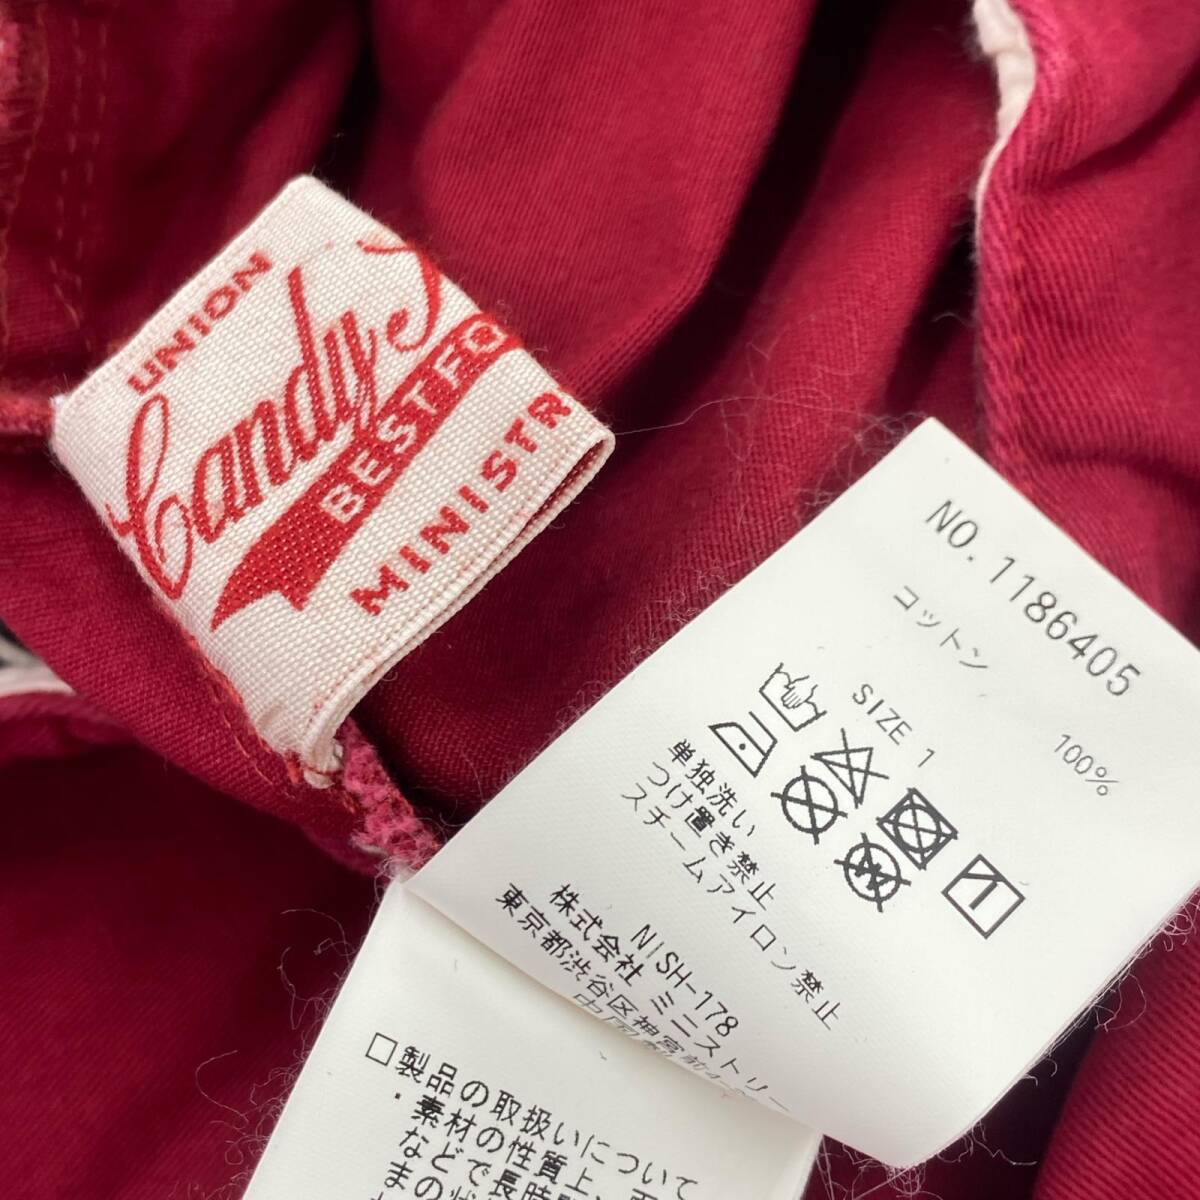 UNION
Candy
BEST FO
MINISTR
NO. 1186405
コットン 100%
SIZE 1
単独洗い
つけ置き禁止
スチームアイロン禁止
NISH-178
株式会社 ミニストリー
東京都渋谷区神宮前4-
□製品の取扱いについて
・素材の性質上、
などで長時